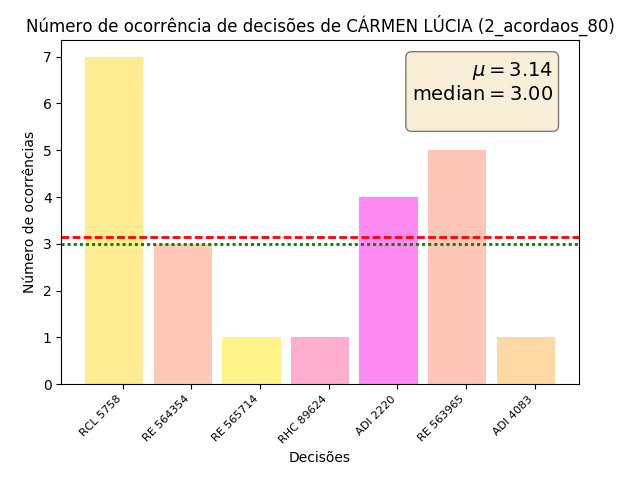 Número de ocorrência de decisões de CÁRMEN LÚCIA (2_acordaos_80)
μ = 3.14
median = 3.00
Número de ocorrências
7
6
5
4
3
2
1
0
RCL 5758
RE 564354
RE 565714
RHC 89624
ADI 2220
RE 563965
ADI 4083
Decisões